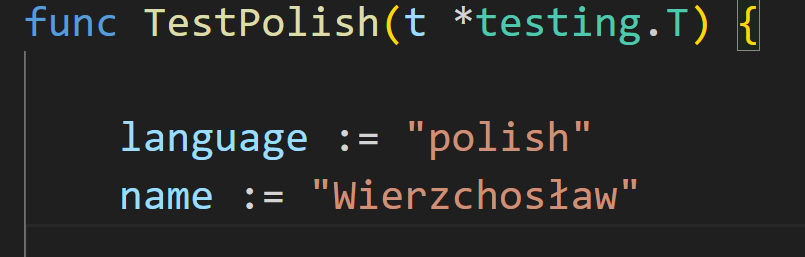 func TestPolish(t *testing.T) {
language := "polish"
name := "Wierzchosław"